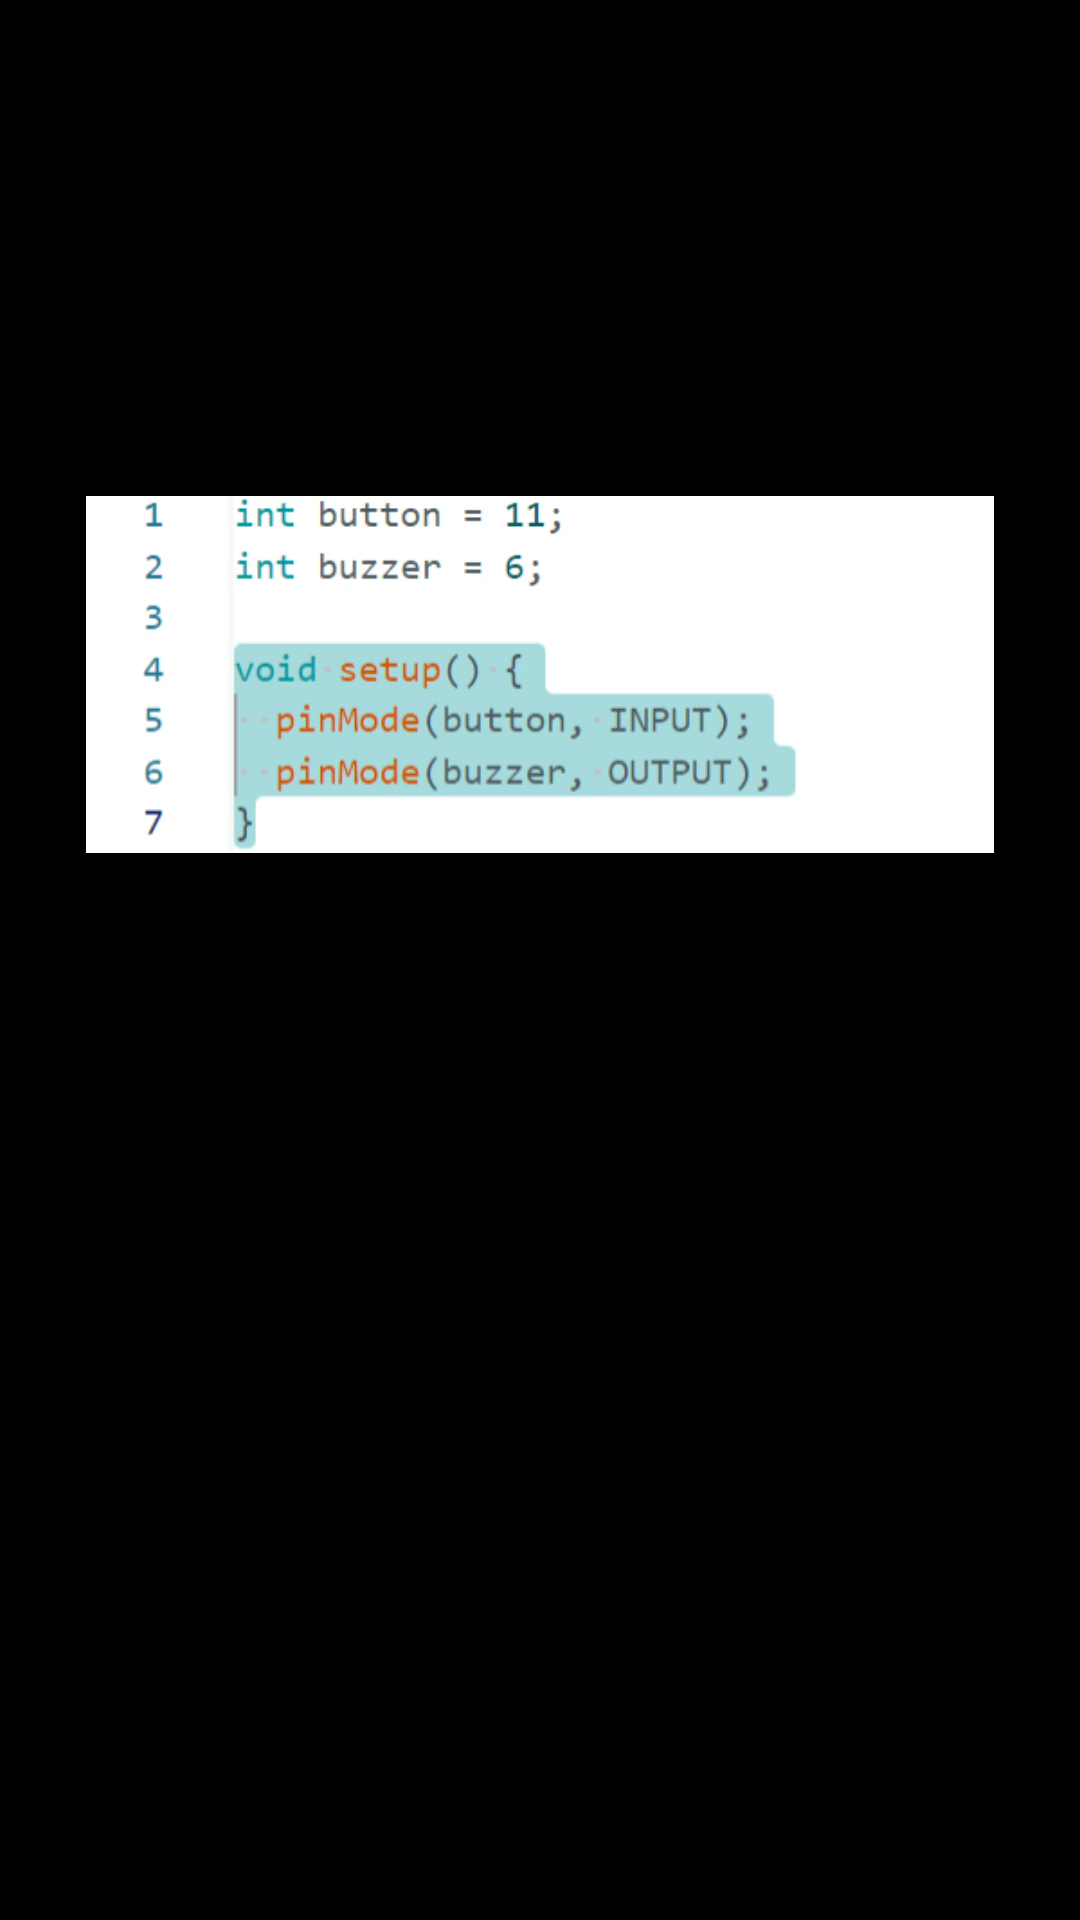 1 int button = 11;
2 int buzzer = 6;
3
4 void setup() {
5   pinMode(button, INPUT);
6   pinMode(buzzer, OUTPUT);
7 }